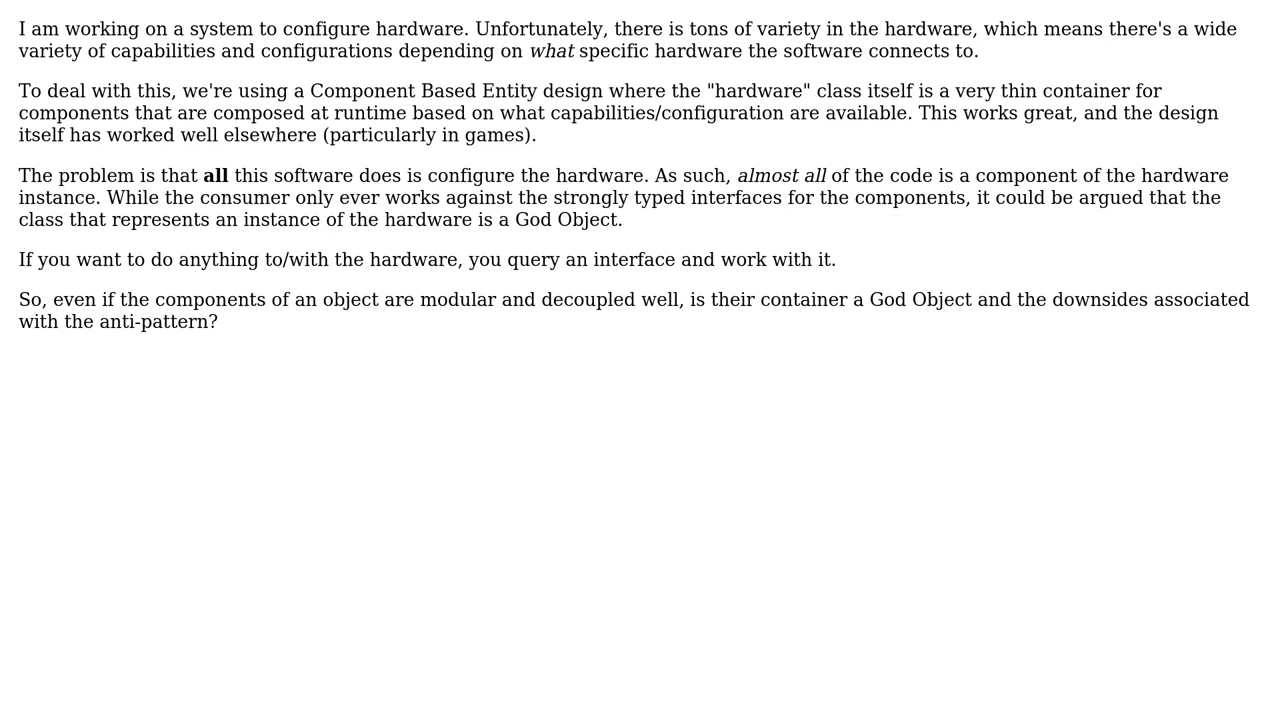 I am working on a system to configure hardware. Unfortunately, there is tons of variety in the hardware, which means there's a wide
variety of capabilities and configurations depending on what specific hardware the software connects to.
To deal with this, we're using a Component Based Entity design where the "hardware" class itself is a very thin container for
components that are composed at runtime based on what capabilities/configuration are available. This works great, and the design
itself has worked well elsewhere (particularly in games).
The problem is that all this software does is configure the hardware. As such, almost all of the code is a component of the hardware
instance. While the consumer only ever works against the strongly typed interfaces for the components, it could be argued that the
class that represents an instance of the hardware is a God Object.
If you want to do anything to/with the hardware, you query an interface and work with it.
So, even if the components of an object are modular and decoupled well, is their container a God Object and the downsides associated
with the anti-pattern?